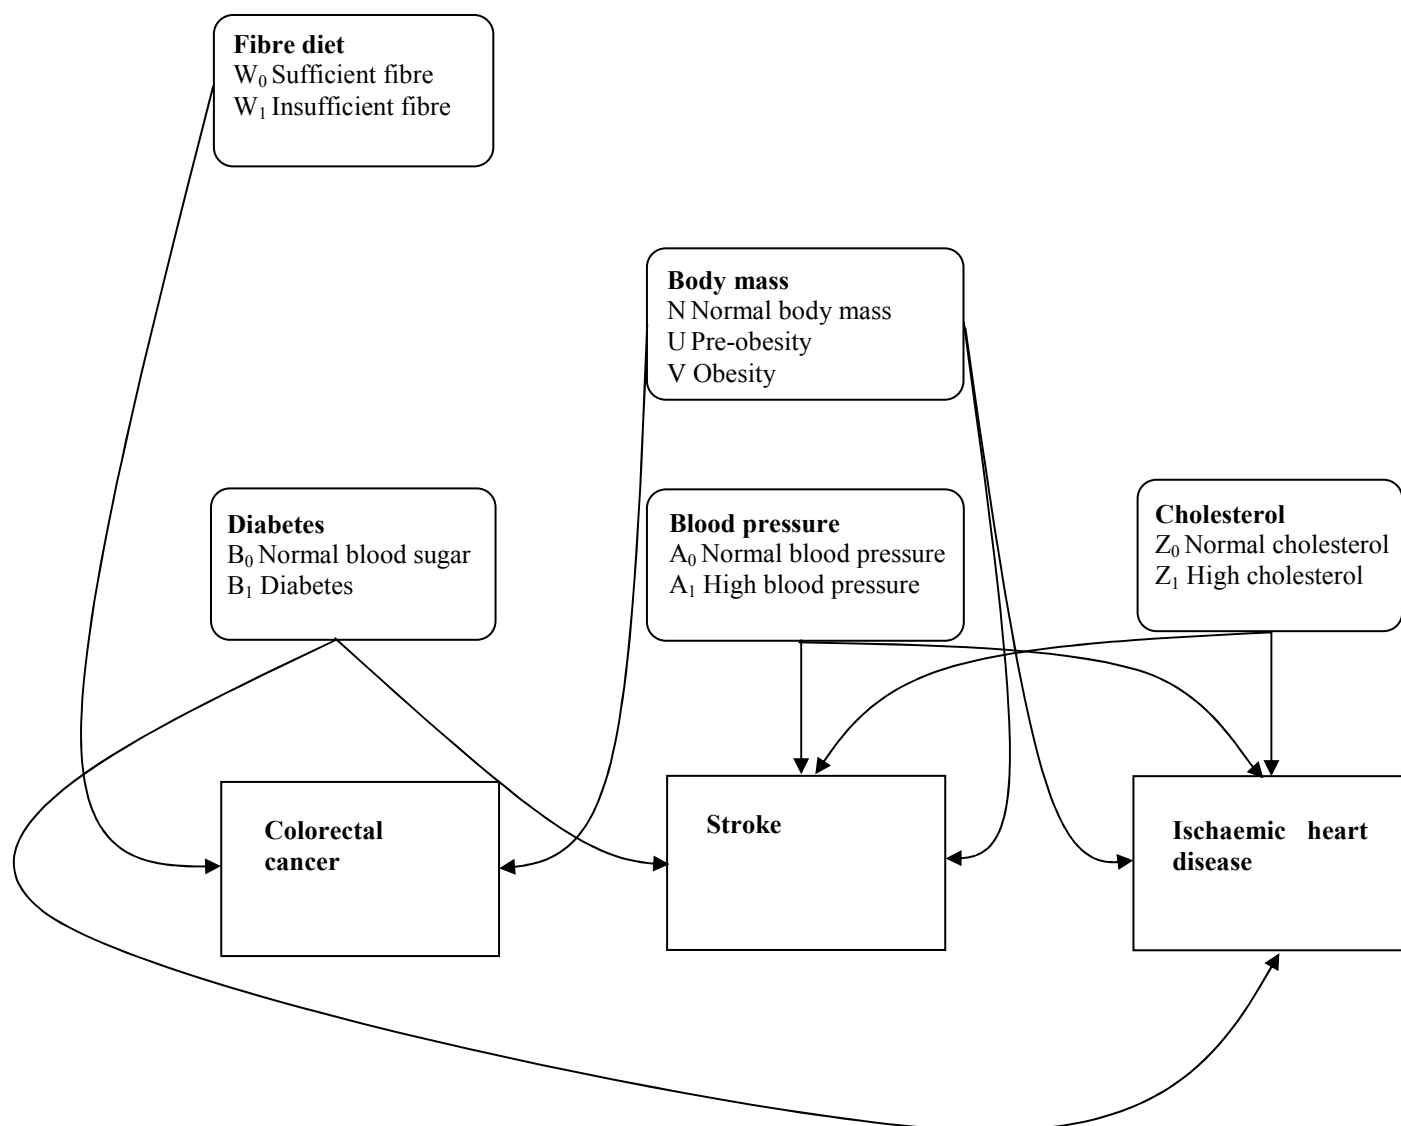 Fibre diet
W₀ Sufficient fibre
W₁ Insufficient fibre
Body mass
N Normal body mass
U Pre-obesity
V Obesity
Diabetes
B₀ Normal blood sugar
B₁ Diabetes
Blood pressure
A₀ Normal blood pressure
A₁ High blood pressure
Cholesterol
Z₀ Normal cholesterol
Z₁ High cholesterol
Colorectal
cancer
Stroke
Ischaemic heart
disease